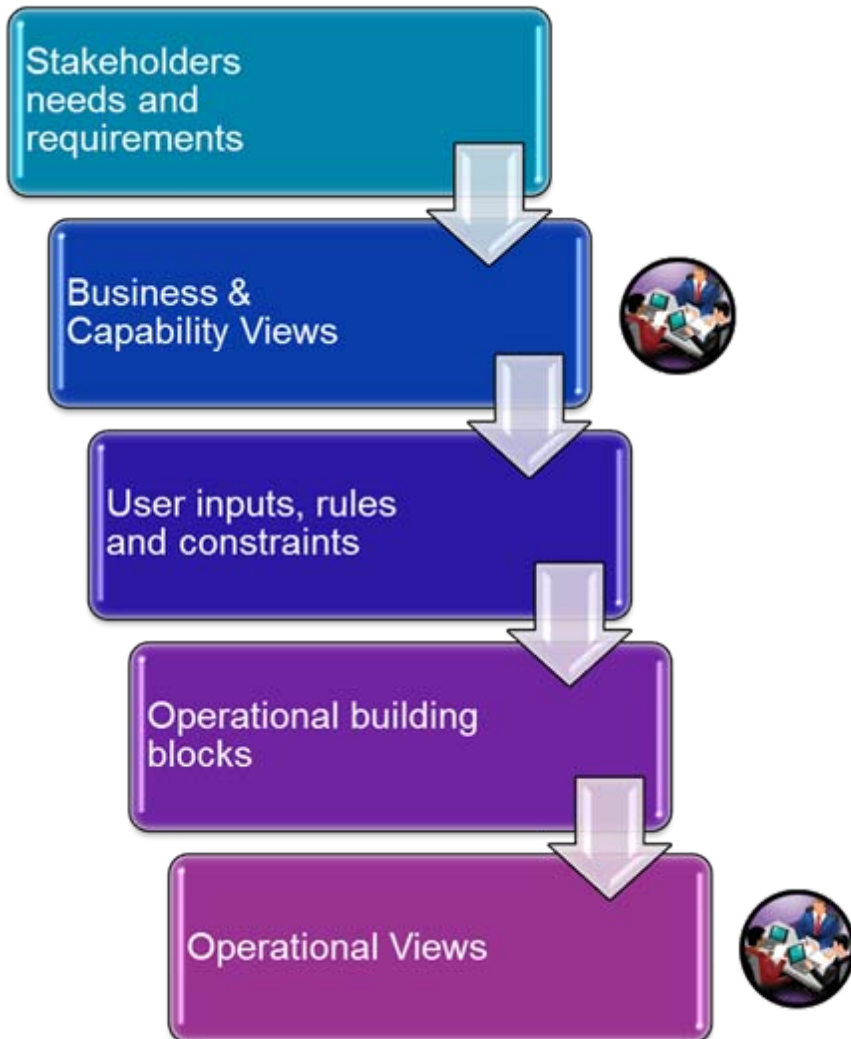 Stakeholders
needs and
requirements
Business &
Capability Views
User inputs, rules
and constraints
Operational building
blocks
Operational Views